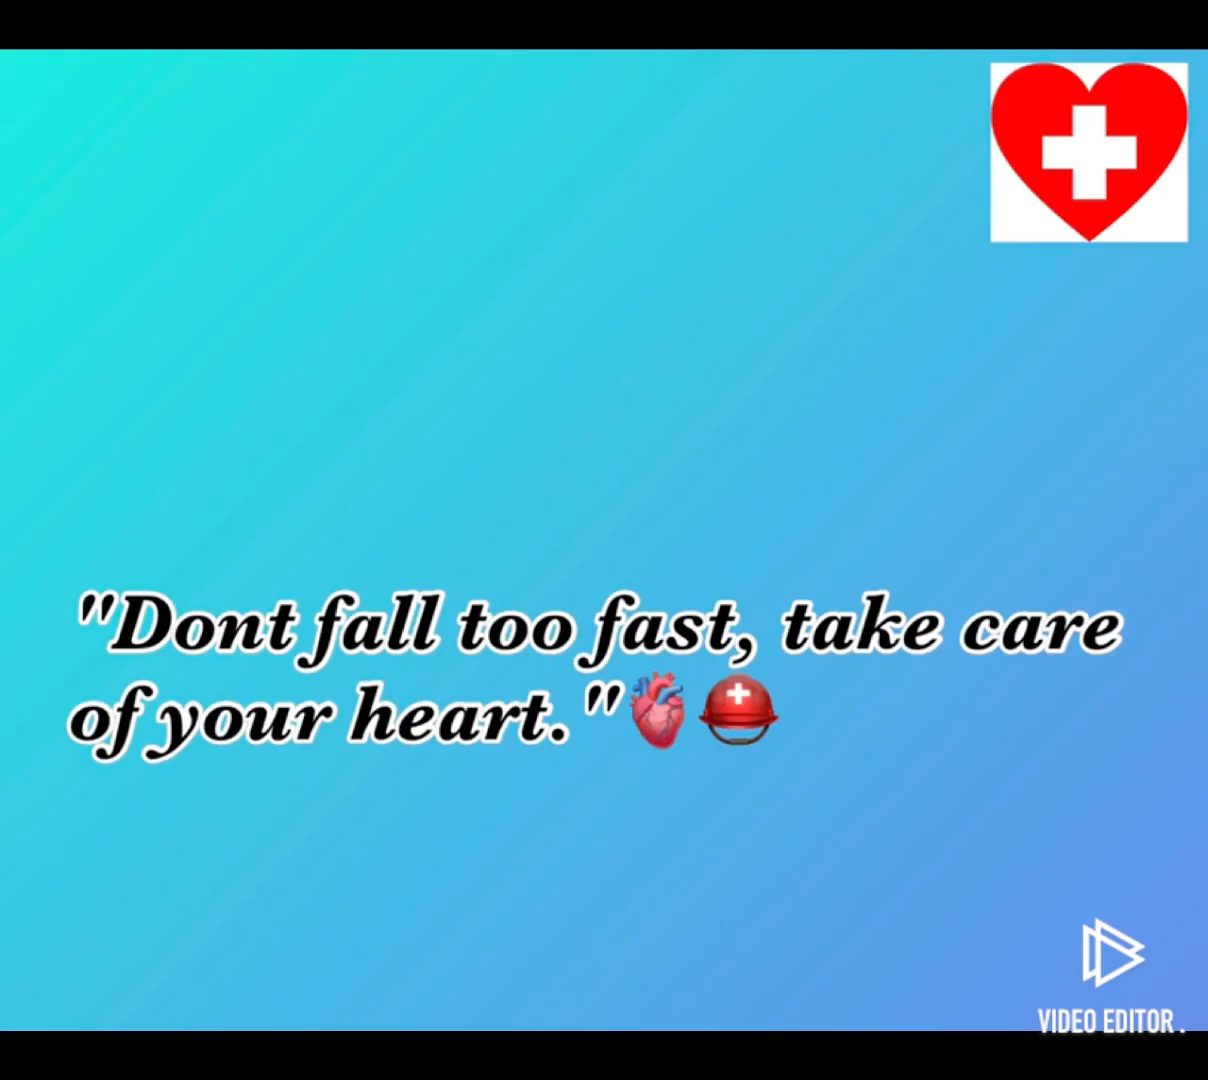 "Dont fall too fast, take care
of your heart."🫀⛑️
VIDEO EDITOR .